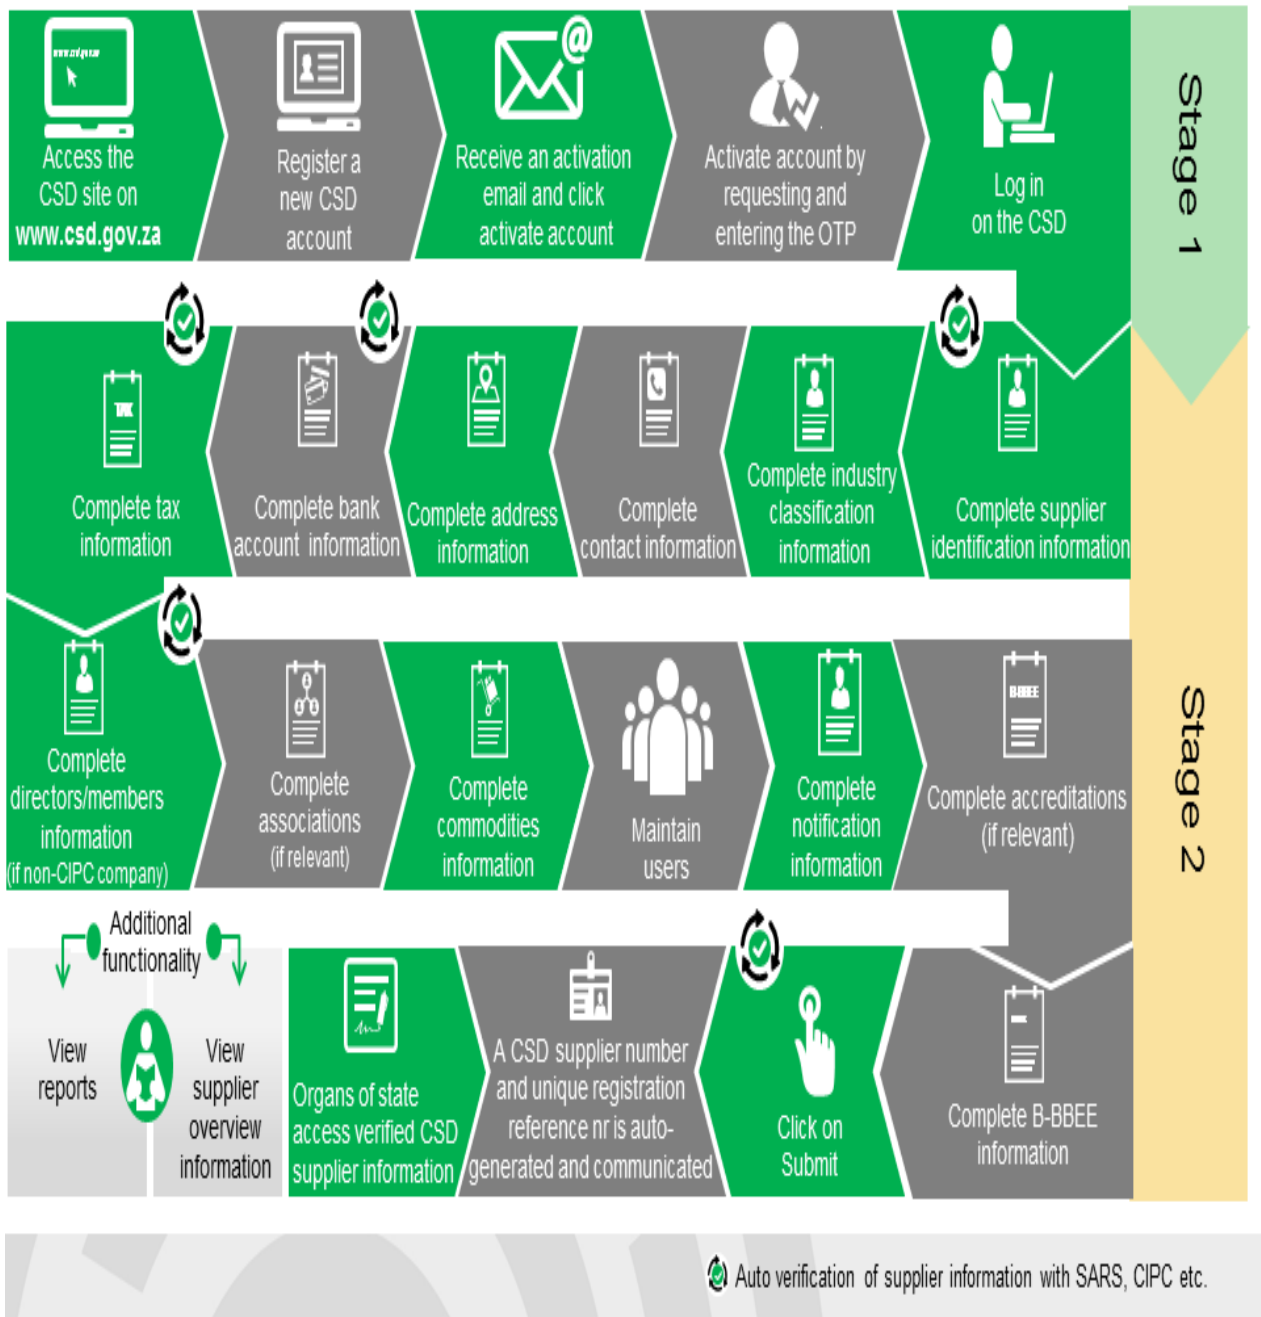 www.csd.gov.za
Access the
CSD site on
www.csd.gov.za
Register a
new CSD
account
Receive an activation
email and click
activate account
Activate account by
requesting and
entering the OTP
Log in
on the CSD
Stage 1
Complete supplier
identification information
Complete industry
classification
information
Complete
contact information
Complete address
information
Complete bank
account information
TAX
Complete tax
information
Complete
directors/members
information
(if non-CIPC company)
Complete
associations
(if relevant)
Complete
commodities
information
Maintain
users
Complete
notification
information
B-BBEE
Complete accreditations
(if relevant)
Stage 2
Complete B-BBEE
information
Click on
Submit
A CSD supplier number
and unique registration
reference nr is auto-
generated and communicated
Organs of state
access verified CSD
supplier information
Additional
functionality
View
reports
View
supplier
overview
information
Auto verification of supplier information with SARS, CIPC etc.